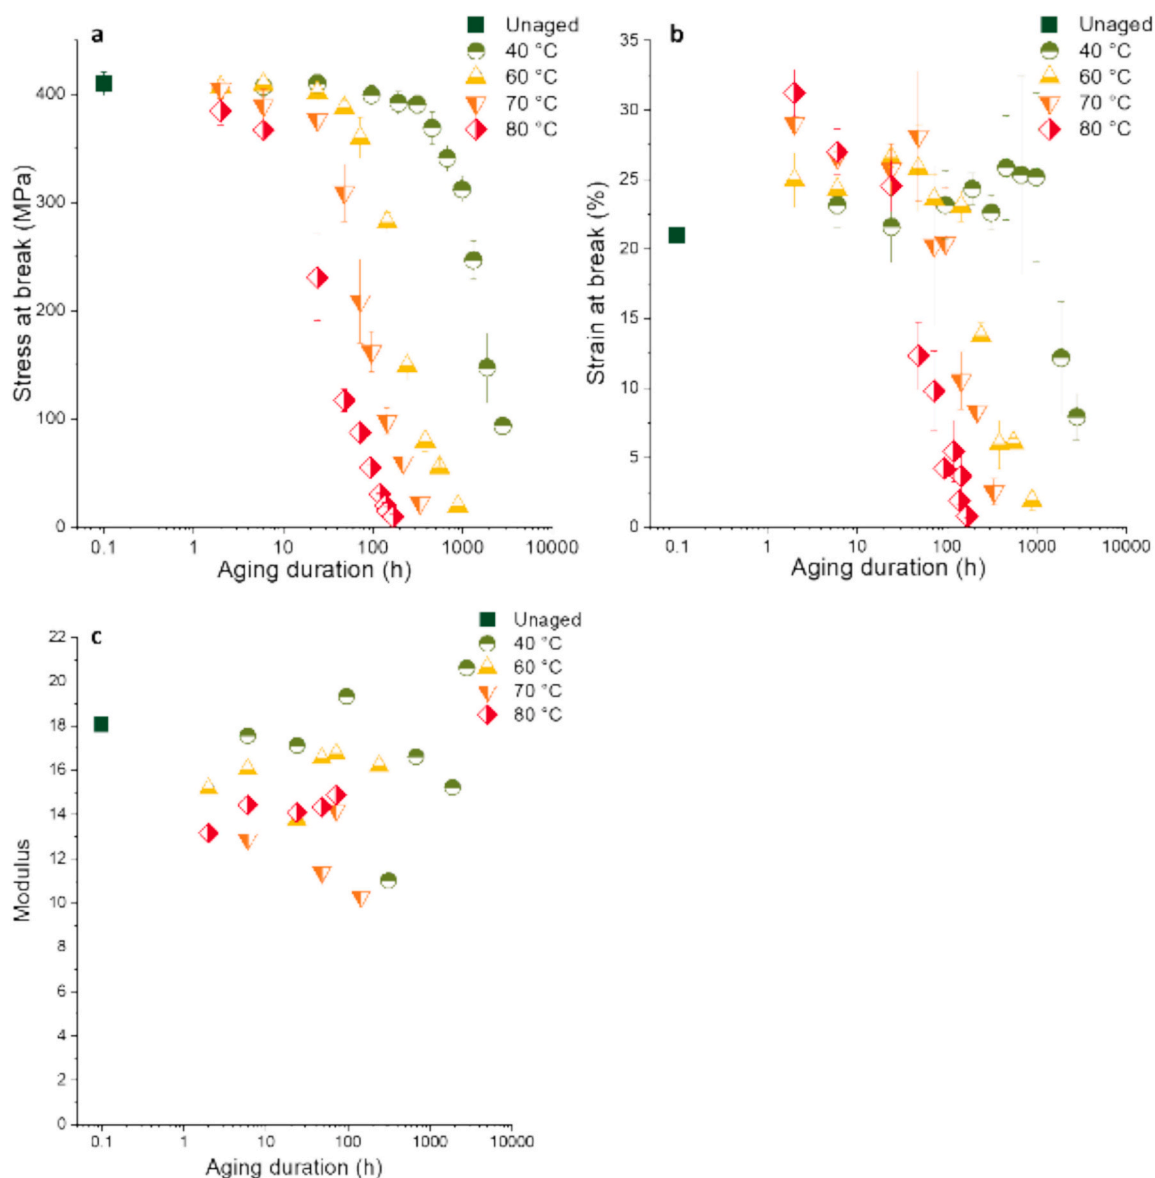 a
Unaged
40 °C
60 °C
70 °C
80 °C
Stress at break (MPa)
400
300
200
100
0
0.1
1
10
100
1000
10000
Aging duration (h)
b
Unaged
40 °C
60 °C
70 °C
80 °C
Strain at break (%)
35
30
25
20
15
10
5
0
0.1
1
10
100
1000
10000
Aging duration (h)
c
Unaged
40 °C
60 °C
70 °C
80 °C
Modulus
22
20
18
16
14
12
10
8
6
4
2
0
0.1
1
10
100
1000
10000
Aging duration (h)